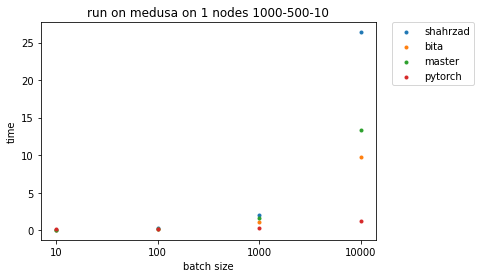 run on medusa on 1 nodes 1000-500-10
shahrzad
bita
master
pytorch
time
25
20
15
10
5
0
10
100
1000
10000
batch size